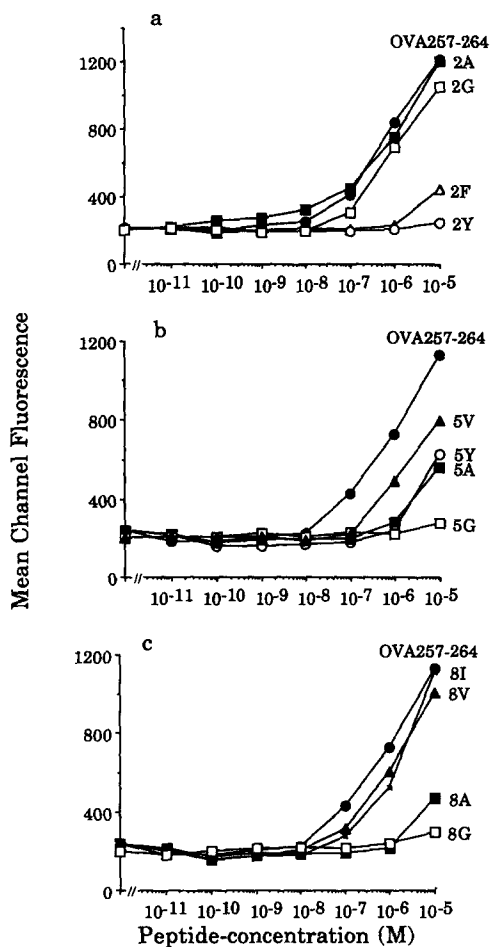 a
OVA257-264
1200
2A
2G
800
400
2F
2Y
0
10-11 10-10 10-9 10-8 10-7 10-6 10-5
b
1200
OVA257-264
5V
800
5Y
5A
400
5G
0
10-11 10-10 10-9 10-8 10-7 10-6 10-5
c
OVA257-264
1200
8I
8V
800
400
8A
8G
0
10-11 10-10 10-9 10-8 10-7 10-6 10-5
Peptide-concentration (M)
Mean Channel Fluorescence